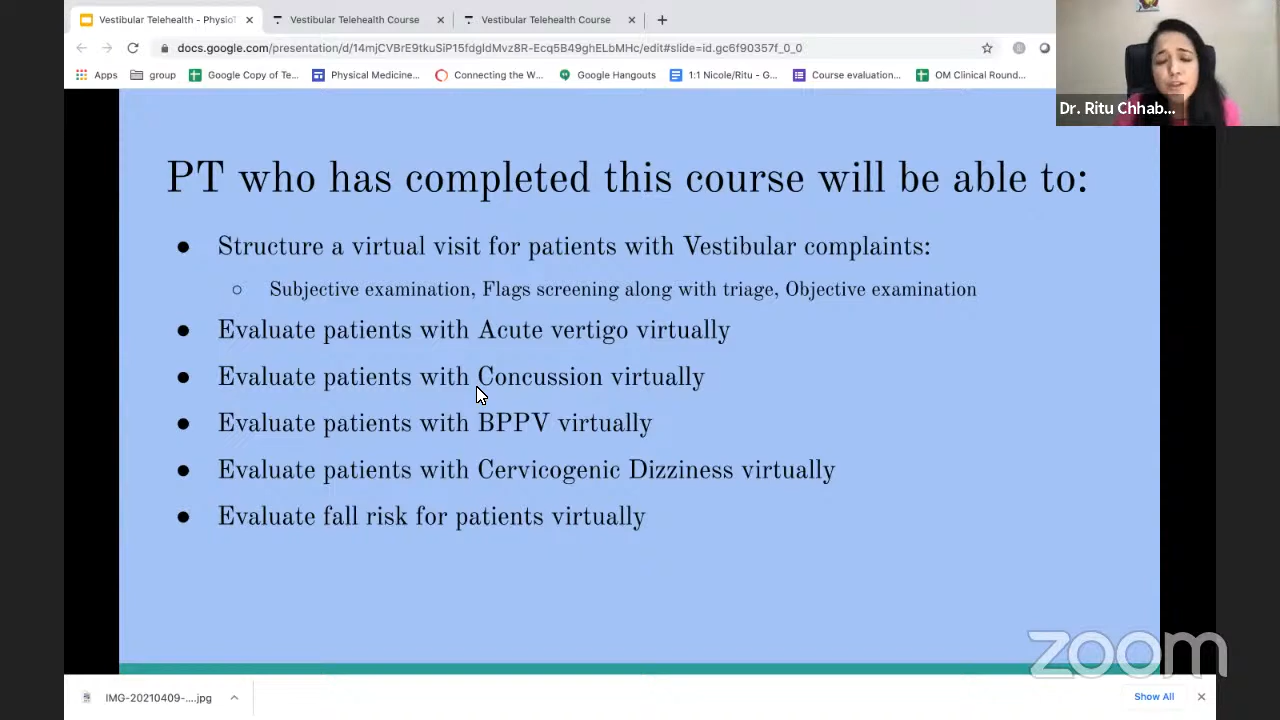 Vestibular Telehealth - PhysioT
Vestibular Telehealth Course
Vestibular Telehealth Course
docs.google.com/presentation/d/14mjCVBrE9tkuSiP15fdgIdMvz8R-Ecq5B49ghELbMHc/edit#slide=id.gc6f90357f_0_0
Apps
group
Google Copy of Te...
Physical Medicine...
Connecting the W...
Google Hangouts
1:1 Nicole/Ritu - G...
Course evaluation...
OM Clinical Round...
Dr. Ritu Chhab...
PT who has completed this course will be able to:
● Structure a virtual visit for patients with Vestibular complaints:
○ Subjective examination, Flags screening along with triage, Objective examination
● Evaluate patients with Acute vertigo virtually
● Evaluate patients with Concussion virtually
● Evaluate patients with BPPV virtually
● Evaluate patients with Cervicogenic Dizziness virtually
● Evaluate fall risk for patients virtually
zoom
IMG-20210409-....jpg
Show All